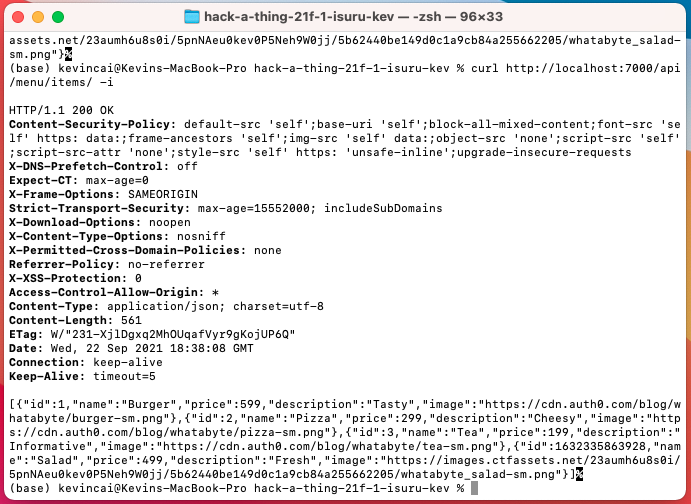 hack-a-thing-21f-1-isuru-kev — -zsh — 96×33
assets.net/23aumh6u8s0i/5pnNAeu0kev0P5Neh9W0jj/5b62440be149d0c1a9cb84a255662205/whatabyte_salad-
sm.png"}%
(base) kevincai@Kevins-MacBook-Pro hack-a-thing-21f-1-isuru-kev % curl http://localhost:7000/api
/menu/items/ -i
HTTP/1.1 200 OK
Content-Security-Policy: default-src 'self';base-uri 'self';block-all-mixed-content;font-src 'se
lf' https: data:;frame-ancestors 'self';img-src 'self' data:;object-src 'none';script-src 'self'
;script-src-attr 'none';style-src 'self' https: 'unsafe-inline';upgrade-insecure-requests
X-DNS-Prefetch-Control: off
Expect-CT: max-age=0
X-Frame-Options: SAMEORIGIN
Strict-Transport-Security: max-age=15552000; includeSubDomains
X-Download-Options: noopen
X-Content-Type-Options: nosniff
X-Permitted-Cross-Domain-Policies: none
Referrer-Policy: no-referrer
X-XSS-Protection: 0
Access-Control-Allow-Origin: *
Content-Type: application/json; charset=utf-8
Content-Length: 561
ETag: W/"231-XjlDgxq2MhOUqafVyr9gKojUP6Q"
Date: Wed, 22 Sep 2021 18:38:08 GMT
Connection: keep-alive
Keep-Alive: timeout=5
[{"id":1,"name":"Burger","price":599,"description":"Tasty","image":"https://cdn.auth0.com/blog/w
hatabyte/burger-sm.png"},{"id":2,"name":"Pizza","price":299,"description":"Cheesy","image":"http
s://cdn.auth0.com/blog/whatabyte/pizza-sm.png"},{"id":3,"name":"Tea","price":199,"description":"
Informative","image":"https://cdn.auth0.com/blog/whatabyte/tea-sm.png"},{"id":1632335863928,"nam
e":"Salad","price":499,"description":"Fresh","image":"https://images.ctfassets.net/23aumh6u8s0i/
5pnNAeu0kev0P5Neh9W0jj/5b62440be149d0c1a9cb84a255662205/whatabyte_salad-sm.png"}]%
(base) kevincai@Kevins-MacBook-Pro hack-a-thing-21f-1-isuru-kev %